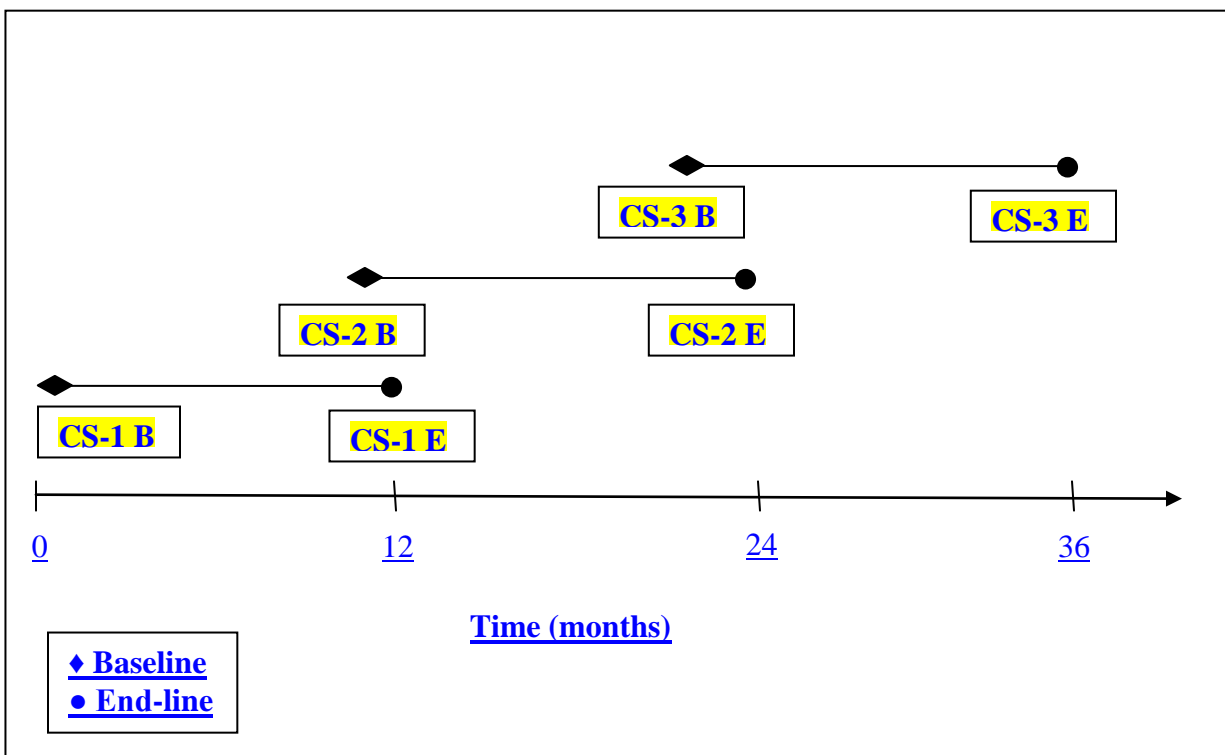 CS-3 B
CS-3 E
CS-2 B
CS-2 E
CS-1 B
CS-1 E
0 12 24 36
Time (months)
♦ Baseline
● End-line